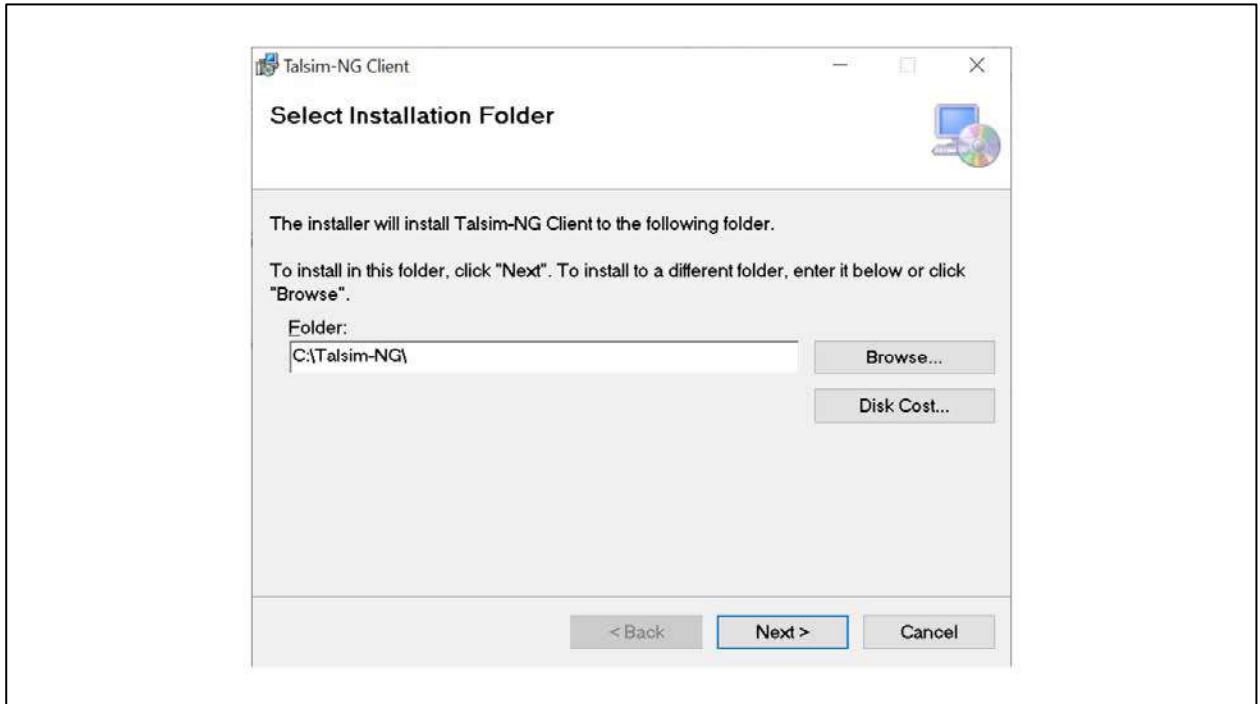 Talsim-NG Client
Select Installation Folder
The installer will install Talsim-NG Client to the following folder.
To install in this folder, click "Next". To install to a different folder, enter it below or click
"Browse".
Folder:
C:\Talsim-NG\
Browse...
Disk Cost...
< Back
Next >
Cancel